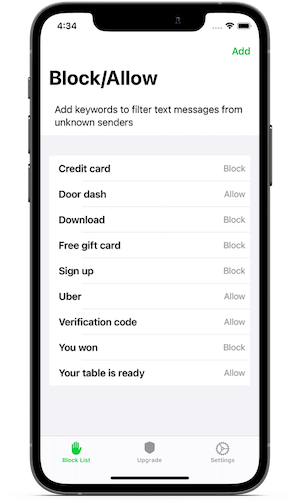 4:34
Add
Block/Allow
Add keywords to filter text messages from
unknown senders
Credit card Block
Door dash Allow
Download Block
Free gift card Block
Sign up Block
Uber Allow
Verification code Allow
You won Block
Your table is ready Allow
Block List Upgrade Settings